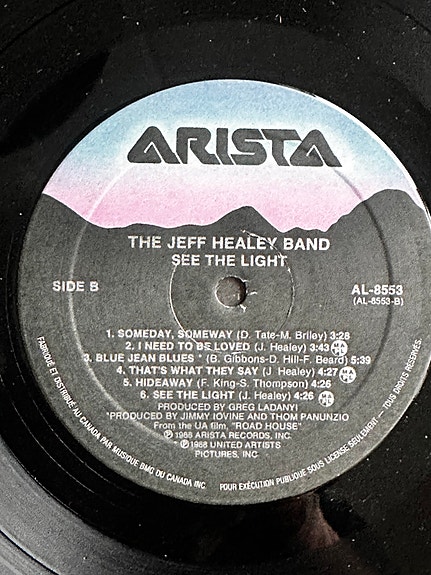 ARISTA
THE JEFF HEALEY BAND
SEE THE LIGHT
SIDE B
AL-8553
(AL-8553-B)
1. SOMEDAY, SOMEWAY (D. Tate-M. Briley) 3:28
2. I NEED TO BE LOVED (J. Healey) 3:43
3. BLUE JEAN BLUES * (B. Gibbons-D. Hill-F. Beard) 5:39
4. THAT'S WHAT THEY SAY (J Healey) 4:27
5. HIDEAWAY (F. King-S. Thompson) 4:26
6. SEE THE LIGHT (J. Healey) 4:26
PRODUCED BY GREG LADANYI
*PRODUCED BY JIMMY IOVINE AND THOM PANUNZIO
From the UA film, "ROAD HOUSE"
℗ © 1988 ARISTA RECORDS, INC.
* ℗ 1988 UNITED ARTISTS
PICTURES, INC.
FABRIQUÉ ET DISTRIBUÉ AU CANADA PAR MUSIQUE BMG DU CANADA INC.
POUR EXÉCUTION PUBLIQUE SOUS LICENSE SEULEMENT — TOUS DROITS RÉSERVÉS.